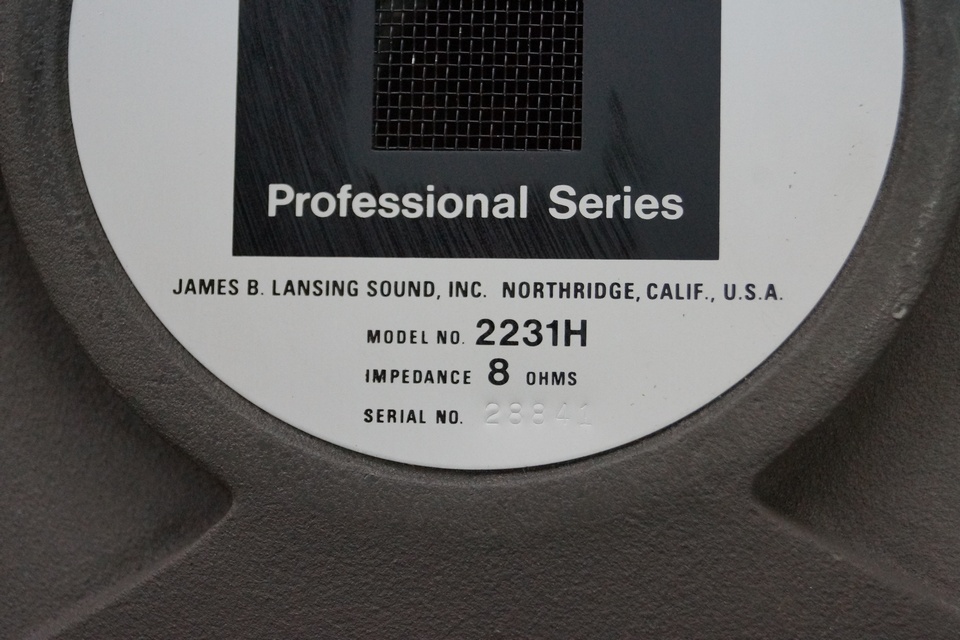 Professional Series
JAMES B. LANSING SOUND, INC. NORTHRIDGE, CALIF., U.S.A.
MODEL NO. 2231H
IMPEDANCE 8 OHMS
SERIAL NO. 28841